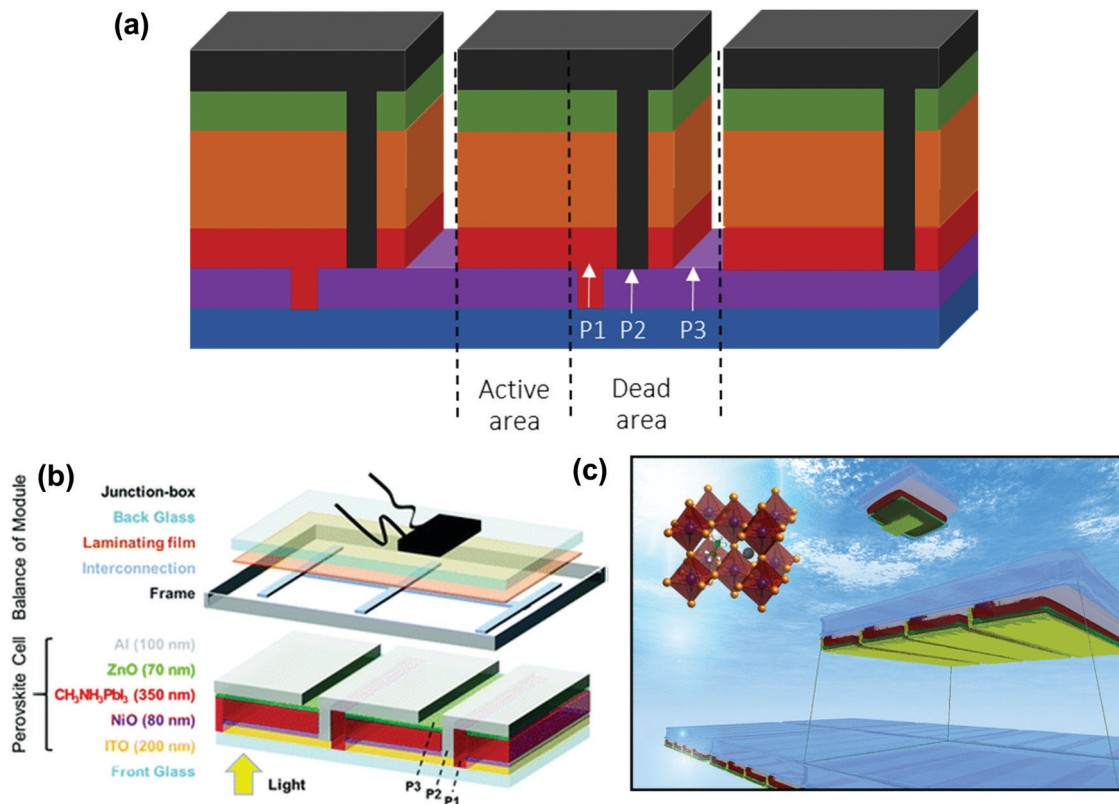 (a)
P1 P2 P3
Active
area
Dead
area
(b)
Balance of Module
Junction-box
Back Glass
Laminating film
Interconnection
Frame
Perovskite Cell
Al (100 nm)
ZnO (70 nm)
CH₃NH₃PbI₃ (350 nm)
NiO (80 nm)
ITO (200 nm)
Front Glass
Light
P3
P2
P1
(c)